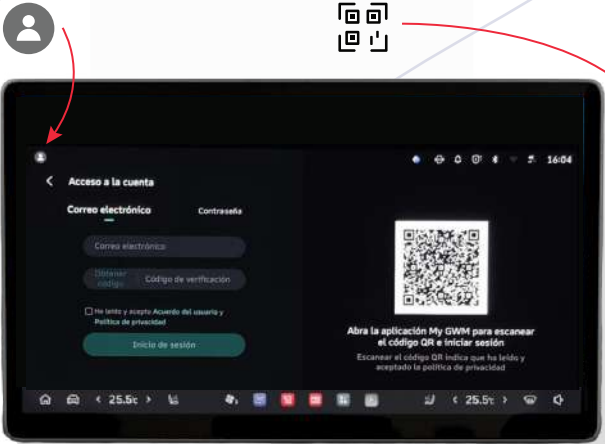 16:04
Acceso a la cuenta
Correo electrónico Contraseña
Correo electrónico
Obtener código Código de verificación
He leído y acepto Acuerdo del usuario y
Política de privacidad
Inicio de sesión
Abra la aplicación My GWM para escanear
el código QR e iniciar sesión
Escanear el código QR indica que ha leído y
aceptado la política de privacidad
25.5c
25.5c